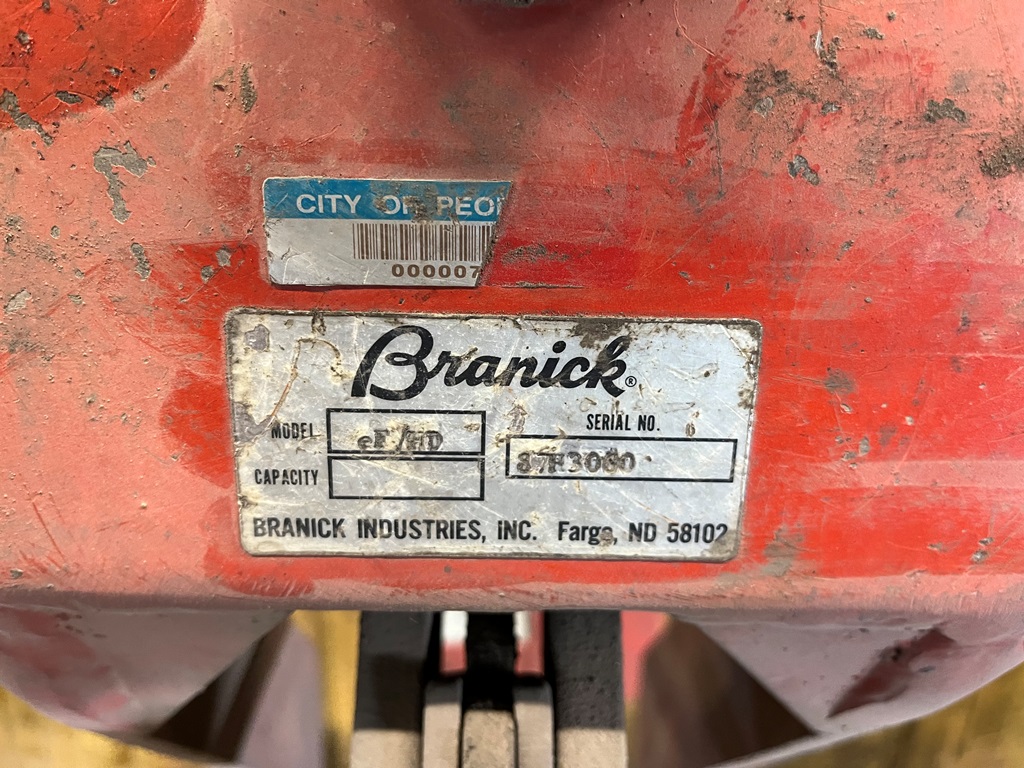 CITY OF PEO
000007
Branick®
MODEL
SERIAL NO.
CAPACITY
BRANICK INDUSTRIES, INC. Fargo, ND 58102